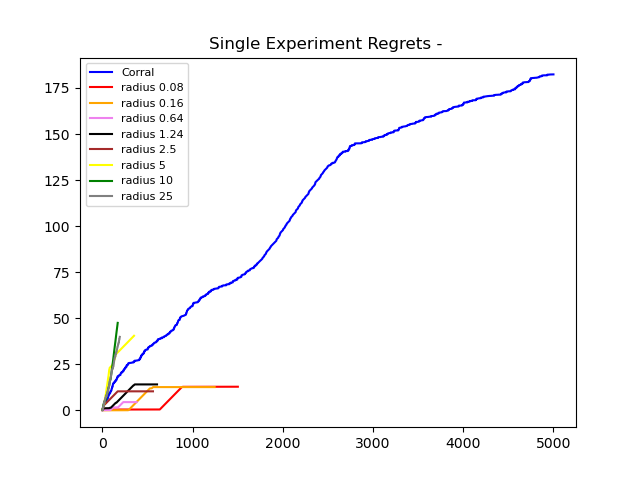 Single Experiment Regrets -
Corral
radius 0.08
radius 0.16
radius 0.64
radius 1.24
radius 2.5
radius 5
radius 10
radius 25
175
150
125
100
75
50
25
0
0 1000 2000 3000 4000 5000